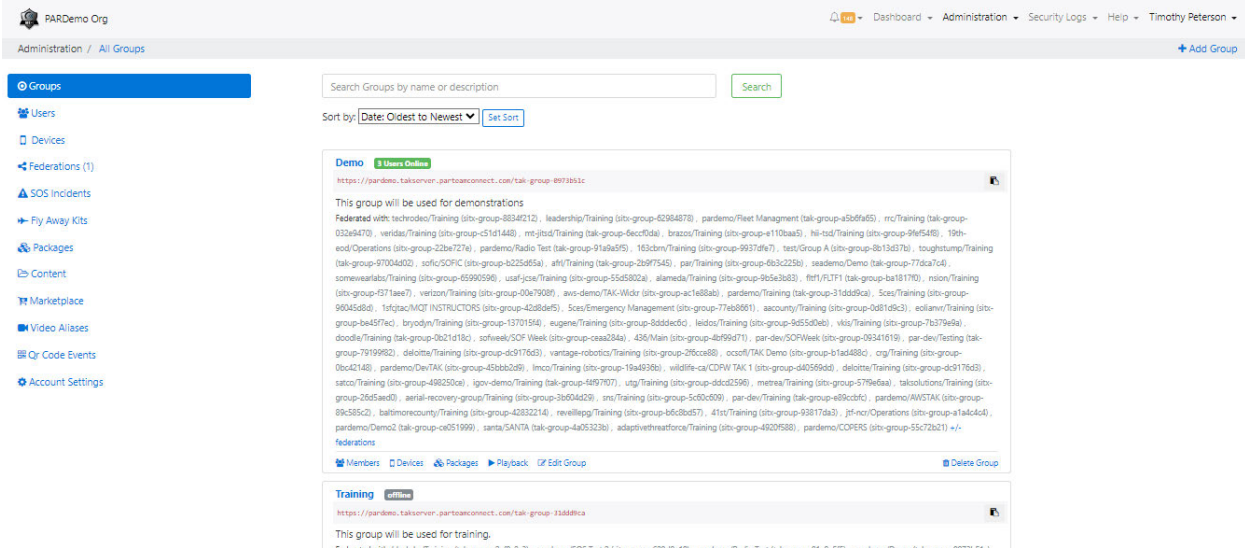 PARDemo Org
149 Dashboard Administration Security Logs Help Timothy Peterson
Administration / All Groups
+ Add Group
Groups
Users
Devices
Federations (1)
SOS Incidents
Fly Away Kits
Packages
Content
Marketplace
Video Aliases
Qr Code Events
Account Settings
Search Groups by name or description
Search
Sort by: Date: Oldest to Newest Set Sort
Demo 3 Users Online
https://pardemo.takserver.parteamconnect.com/tak-group-0973b51c
This group will be used for demonstrations
Federated with: techrodeo/Training (sitx-group-8834f212) , leadership/Training (sitx-group-62984878) , pardemo/Fleet Managment (tak-group-a5b6fa65) , rrc/Training (tak-group-
032e9470) , veridas/Training (sitx-group-c51d1448) , mt-jitsd/Training (tak-group-6eccf0da) , brazos/Training (sitx-group-e110baa5) , hii-tsd/Training (sitx-group-9fef54f8) , 19th-
eod/Operations (sitx-group-22be727e) , pardemo/Radio Test (tak-group-91a9a5f5) , 163cbrn/Training (sitx-group-9937dfe7) , test/Group A (sitx-group-8b13d37b) , toughstump/Training
(tak-group-97004d02) , sofic/SOFIC (sitx-group-b225d65a) , afrl/Training (tak-group-2b9f7545) , par/Training (sitx-group-6b3c225b) , seademo/Demo (tak-group-77dca7c4) ,
somewearlabs/Training (sitx-group-65990596) , usaf-jcse/Training (sitx-group-55d5802a) , alameda/Training (sitx-group-9b5e3b83) , fltf1/FLTF1 (tak-group-ba1817f0) , nsion/Training
(sitx-group-f371aee7) , verizon/Training (sitx-group-00e7908f) , aws-demo/TAK-Wickr (sitx-group-ac1e88ab) , pardemo/Training (tak-group-31ddd9ca) , 5ces/Training (sitx-group-
96045d8d) , 1sfcjtac/MQT INSTRUCTORS (sitx-group-42d8def5) , 5ces/Emergency Management (sitx-group-77eb8661) , aacounty/Training (sitx-group-0d81d9c3) , eolianvr/Training (sitx-
group-be45f7ec) , bryodyn/Training (sitx-group-137015f4) , eugene/Training (sitx-group-8dddec6c) , leidos/Training (sitx-group-9d55d0eb) , vkis/Training (sitx-group-7b379e9a) ,
doodle/Training (tak-group-0b21d18c) , sofweek/SOF Week (sitx-group-ceaa284a) , 436/Main (sitx-group-4bf99d71) , par-dev/SOFWeek (sitx-group-09341619) , par-dev/Testing (tak-
group-79199f82) , deloitte/Training (sitx-group-dc9176d3) , vantage-robotics/Training (sitx-group-2f6cce88) , ocsofl/TAK Demo (sitx-group-b1ad488c) , crg/Training (sitx-group-
0bc42148) , pardemo/DevTAK (sitx-group-45bbb2d9) , lmco/Training (sitx-group-19a4936b) , wildlife-ca/CDFW TAK 1 (sitx-group-d40569dd) , deloitte/Training (sitx-group-dc9176d3) ,
satco/Training (sitx-group-498250ce) , igov-demo/Training (tak-group-f4f97f07) , utg/Training (sitx-group-ddcd2596) , metrea/Training (sitx-group-57f9e6aa) , taksolutions/Training (sitx-
group-26d5aed0) , aerial-recovery-group/Training (sitx-group-3b604d29) , sns/Training (sitx-group-5c60c609) , par-dev/Training (tak-group-e89ccbfc) , pardemo/AWSTAK (sitx-group-
89c585c2) , baltimorecounty/Training (sitx-group-42832214) , reveillepg/Training (sitx-group-b6c8bd57) , 41st/Training (sitx-group-93817da3) , jtf-ncr/Operations (sitx-group-a1a4c4c4) ,
pardemo/Demo2 (tak-group-ce051999) , santa/SANTA (tak-group-4a05323b) , adaptivethreatforce/Training (sitx-group-4920f588) , pardemo/COPERS (sitx-group-55c72b21) +/-
federations
Members Devices Packages Playback Edit Group
Delete Group
Training offline
https://pardemo.takserver.parteamconnect.com/tak-group-31ddd9ca
This group will be used for training.